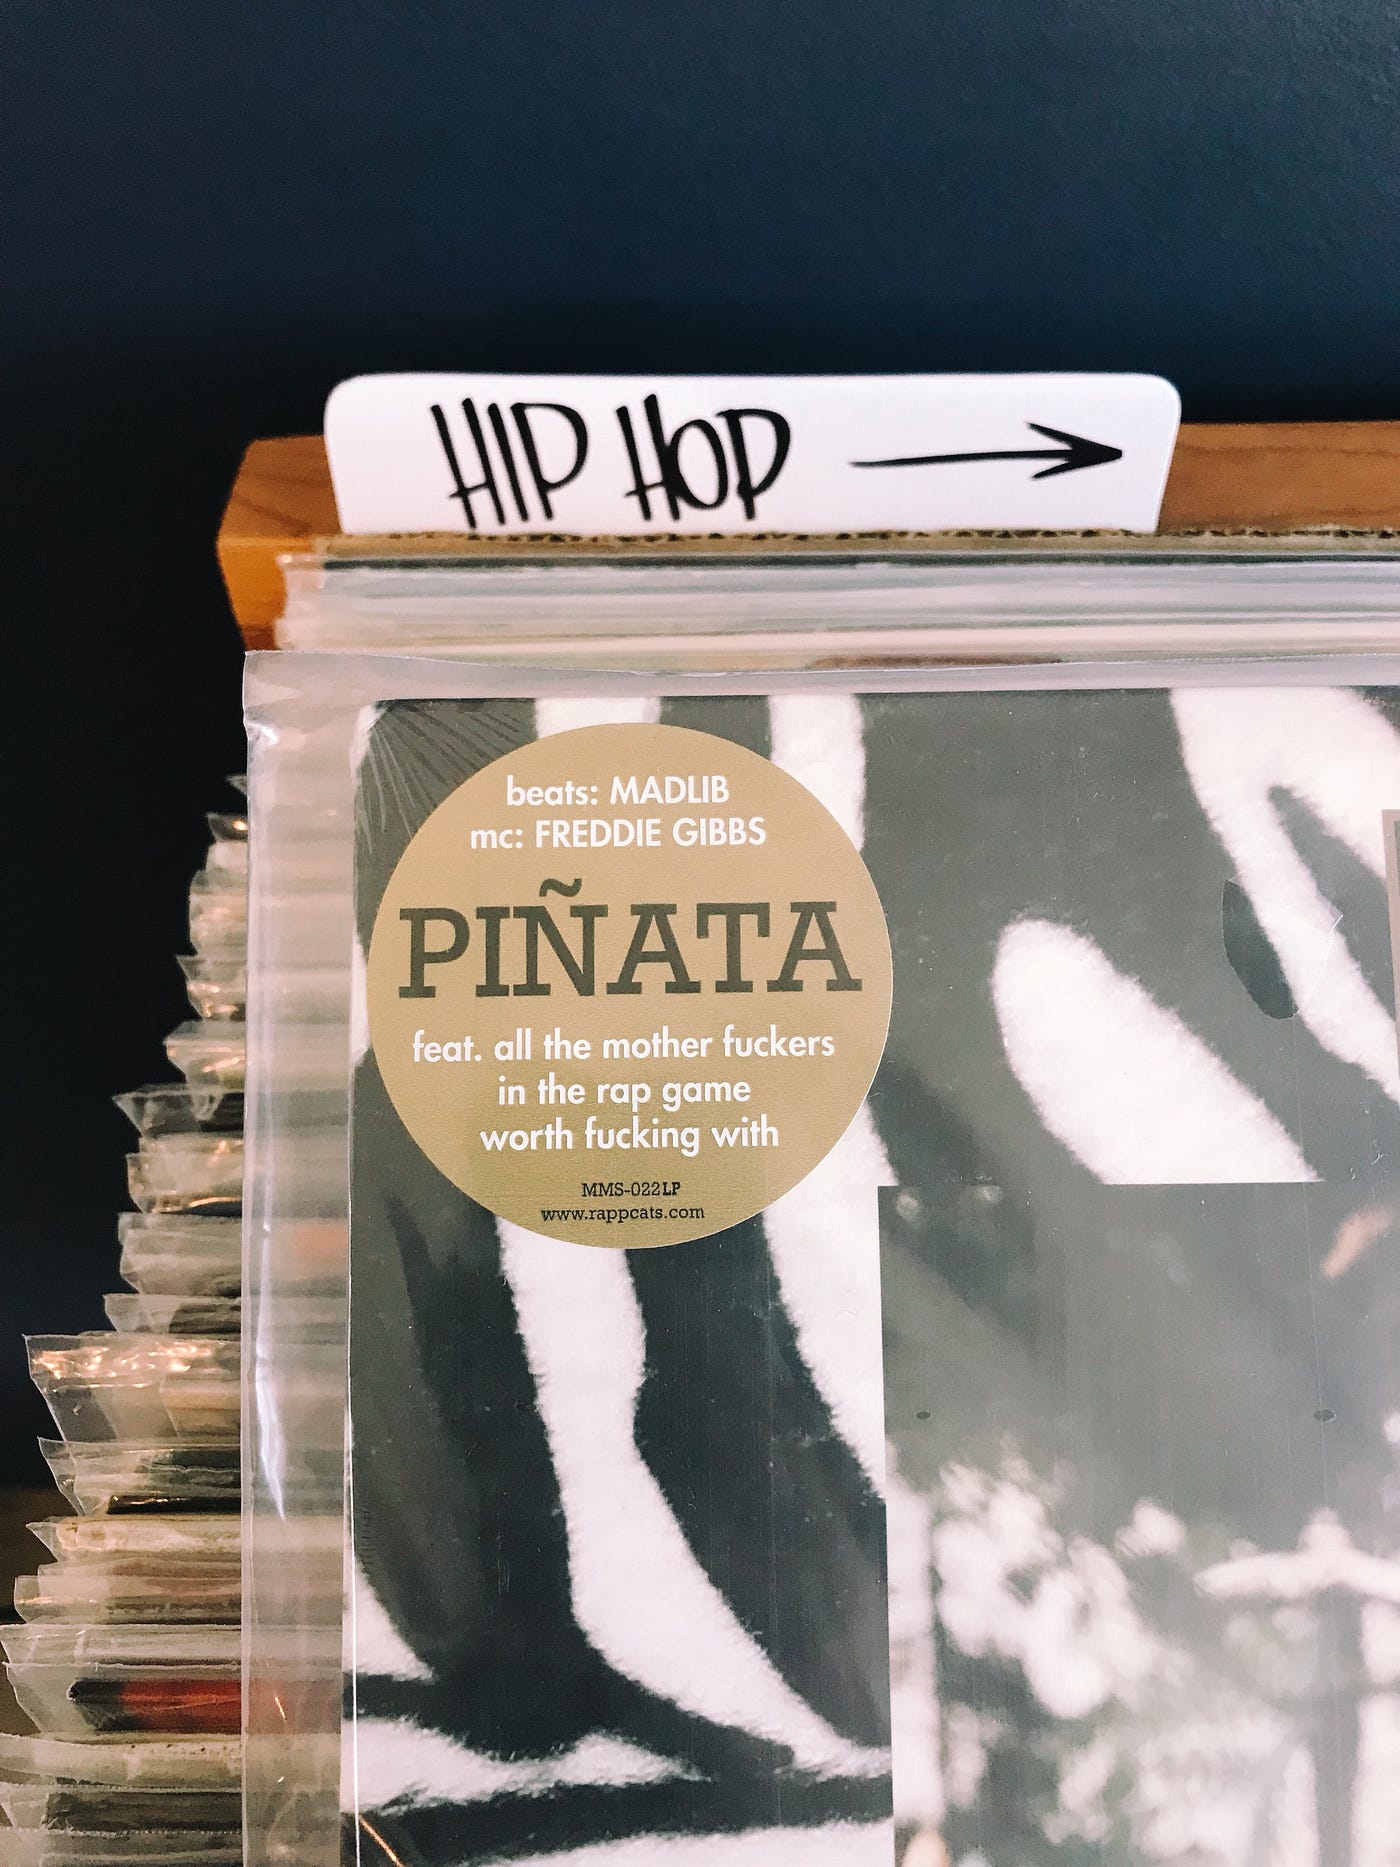 HIP HOP
beats: MADLIB
mc: FREDDIE GIBBS
PIÑATA
feat. all the mother fuckers
in the rap game
worth fucking with
MMS-022LP
www.rappcats.com